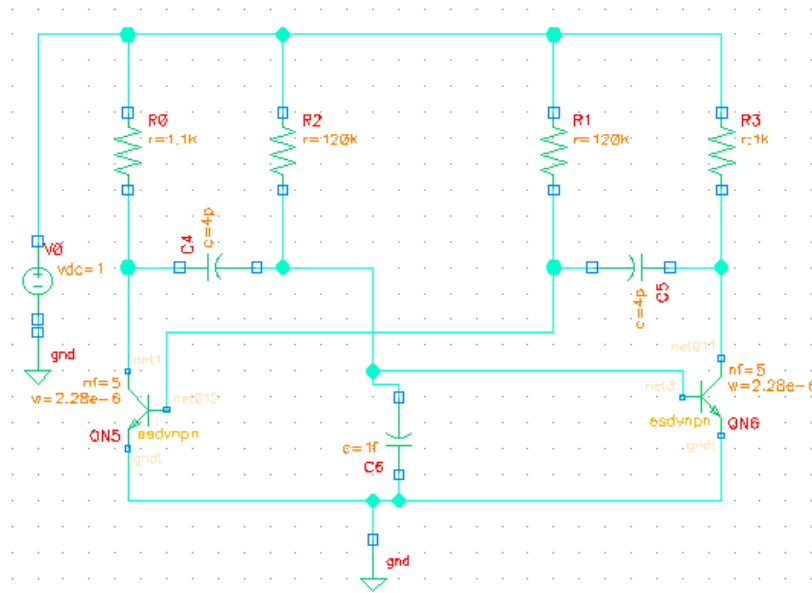 R0
r=1.1k
R2
r=120k
R1
r=120k
R3
r:1k
C4
c=4p
C5
c=4p
V0
vdc=1
gnd
net1
nf=5
w=2.28e-6
net012
QN5
esdvnpn
gnd!
net011
nf=5
w=2.28e-6
net3
esdvnpn
QN6
gnd!
c=1f
C6
gnd